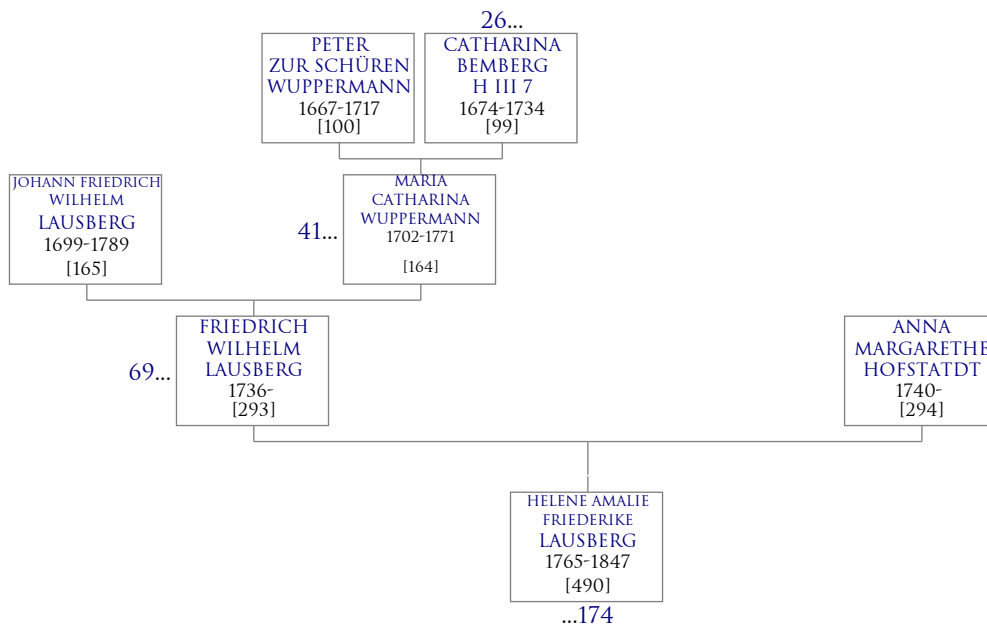 26...
PETER
ZUR SCHÜREN
WUPPERMANN
1667-1717
[100]
CATHARINA
BEMBERG
H III 7
1674-1734
[99]
JOHANN FRIEDRICH
WILHELM
LAUSBERG
1699-1789
[165]
41...
MARIA
CATHARINA
WUPPERMANN
1702-1771
[164]
69...
FRIEDRICH
WILHELM
LAUSBERG
1736-
[293]
ANNA
MARGARETHE
HOFSTATDT
1740-
[294]
HELENE AMALIE
FRIEDERIKE
LAUSBERG
1765-1847
[490]
...174